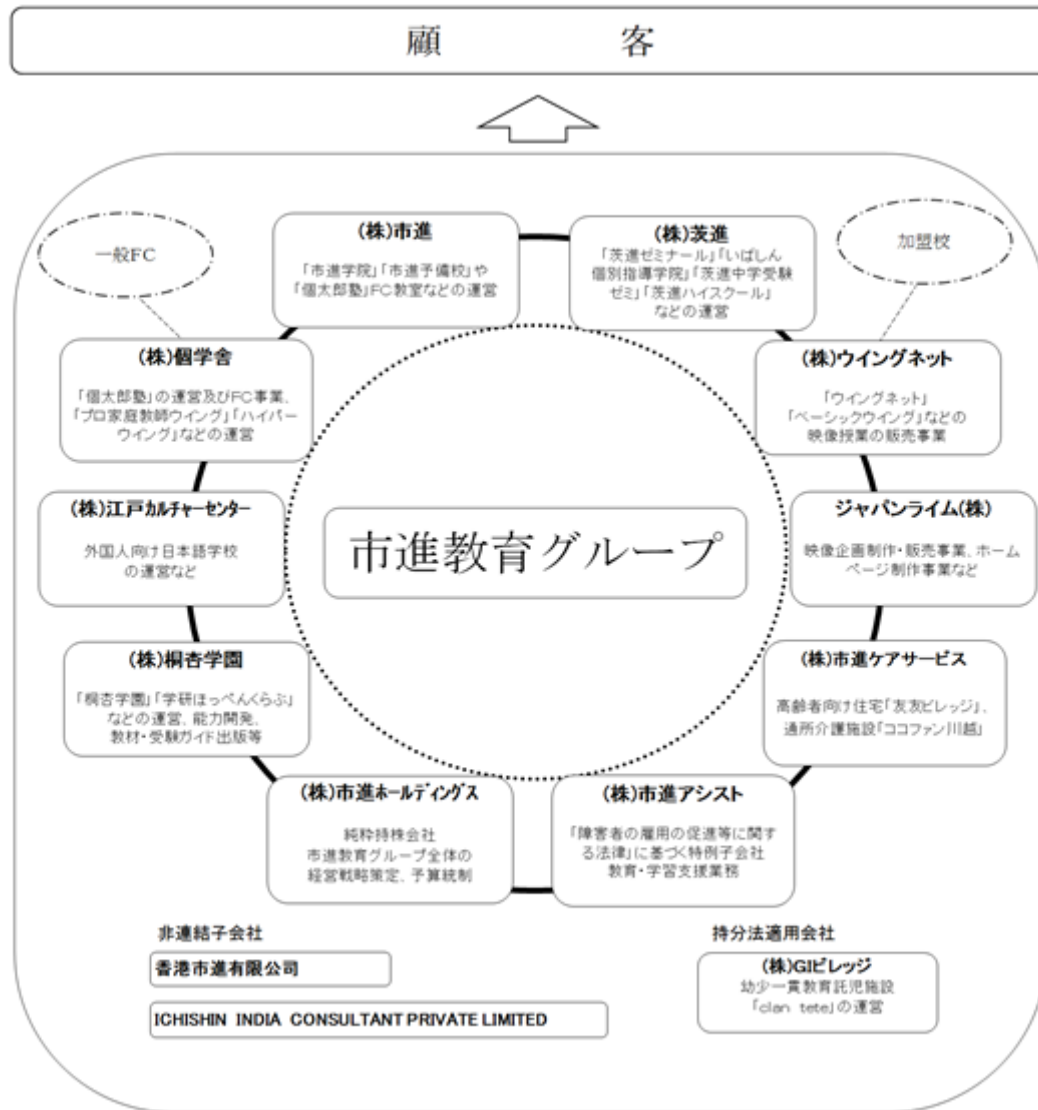 顧 客
一般FC
加盟校
(株)市進
「市進学院」「市進予備校」や
「個太郎塾」FC教室などの運営
(株)茨進
「茨進ゼミナール」「いばしん
個別指導学院」「茨進中学受験
ゼミ」「茨進ハイスクール」
などの運営
(株)個学舎
「個太郎塾」の運営及びFC事業、
「プロ家庭教師ウイング」「ハイパー
ウイング」などの運営
(株)ウイングネット
「ウイングネット」
「ベーシックウイング」などの
映像授業の販売事業
(株)江戸カルチャーセンター
外国人向け日本語学校
の運営など
市進教育グループ
ジャパンライム(株)
映像企画制作・販売事業、ホーム
ページ制作事業など
(株)桐杏学園
「桐杏学園」「学研ほっぺんくらぶ」
などの運営、能力開発、
教材・受験ガイド出版等
(株)市進ケアサービス
高齢者向け住宅「友友ビレッジ」、
通所介護施設「ココファン川越」
(株)市進ホールディングス
純粋持株会社
市進教育グループ全体の
経営戦略策定、予算統制
(株)市進アシスト
「障害者の雇用の促進等に関す
る法律」に基づく特例子会社
教育・学習支援業務
非連結子会社
香港市進有限公司
ICHISHIN INDIA CONSULTANT PRIVATE LIMITED
持分法適用会社
(株)GIビレッジ
幼少一貫教育託児施設
「clan tete」の運営